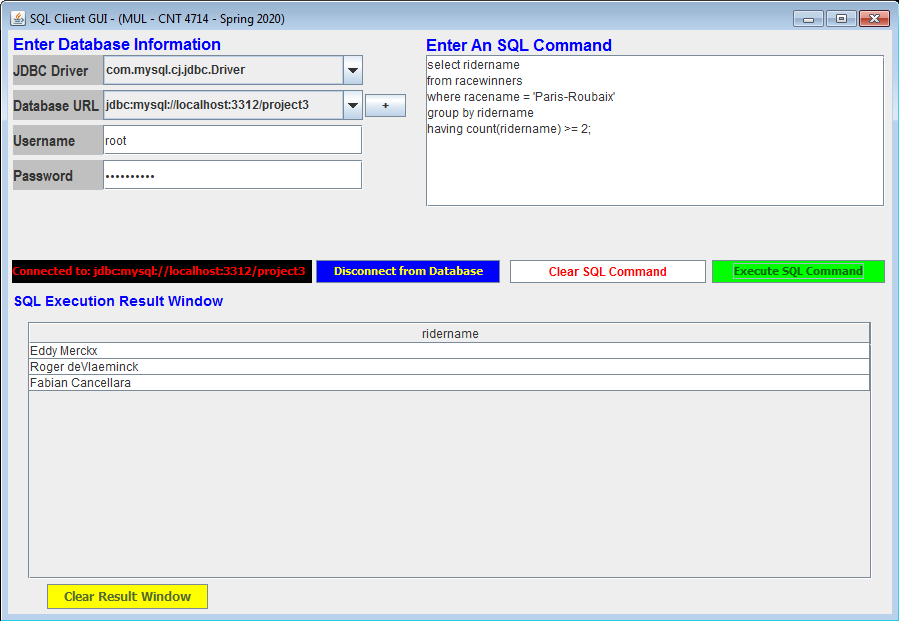 SQL Client GUI - (MUL - CNT 4714 - Spring 2020)
Enter Database Information
JDBC Driver com.mysql.cj.jdbc.Driver
Database URL jdbc:mysql://localhost:3312/project3 +
Username root
Password ••••••••••
Enter An SQL Command
select ridername
from racewinners
where racename = 'Paris-Roubaix'
group by ridername
having count(ridername) >= 2;
Connected to: jdbc:mysql://localhost:3312/project3
Disconnect from Database
Clear SQL Command
Execute SQL Command
SQL Execution Result Window
ridername
Eddy Merckx
Roger deVlaeminck
Fabian Cancellara
Clear Result Window